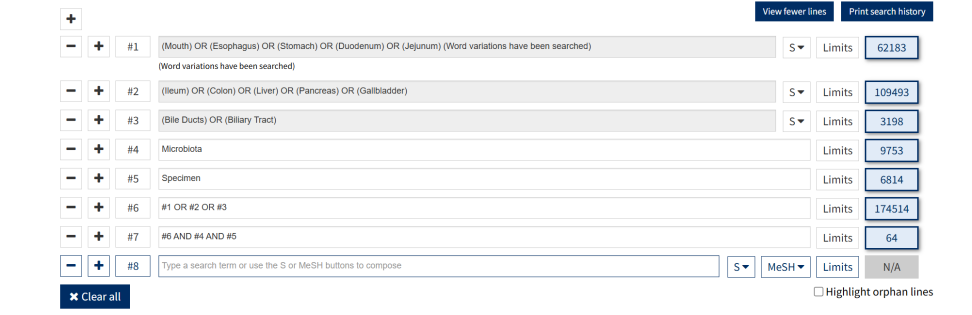 View fewer lines Print search history
+
− + #1 (Mouth) OR (Esophagus) OR (Stomach) OR (Duodenum) OR (Jejunum) (Word variations have been searched) S▾ Limits 62183
(Word variations have been searched)
− + #2 (Ileum) OR (Colon) OR (Liver) OR (Pancreas) OR (Gallbladder) S▾ Limits 109493
− + #3 (Bile Ducts) OR (Biliary Tract) S▾ Limits 3198
− + #4 Microbiota Limits 9753
− + #5 Specimen Limits 6814
− + #6 #1 OR #2 OR #3 Limits 174514
− + #7 #6 AND #4 AND #5 Limits 64
− + #8 Type a search term or use the S or MeSH buttons to compose S▾ MeSH▾ Limits N/A
✖ Clear all Highlight orphan lines